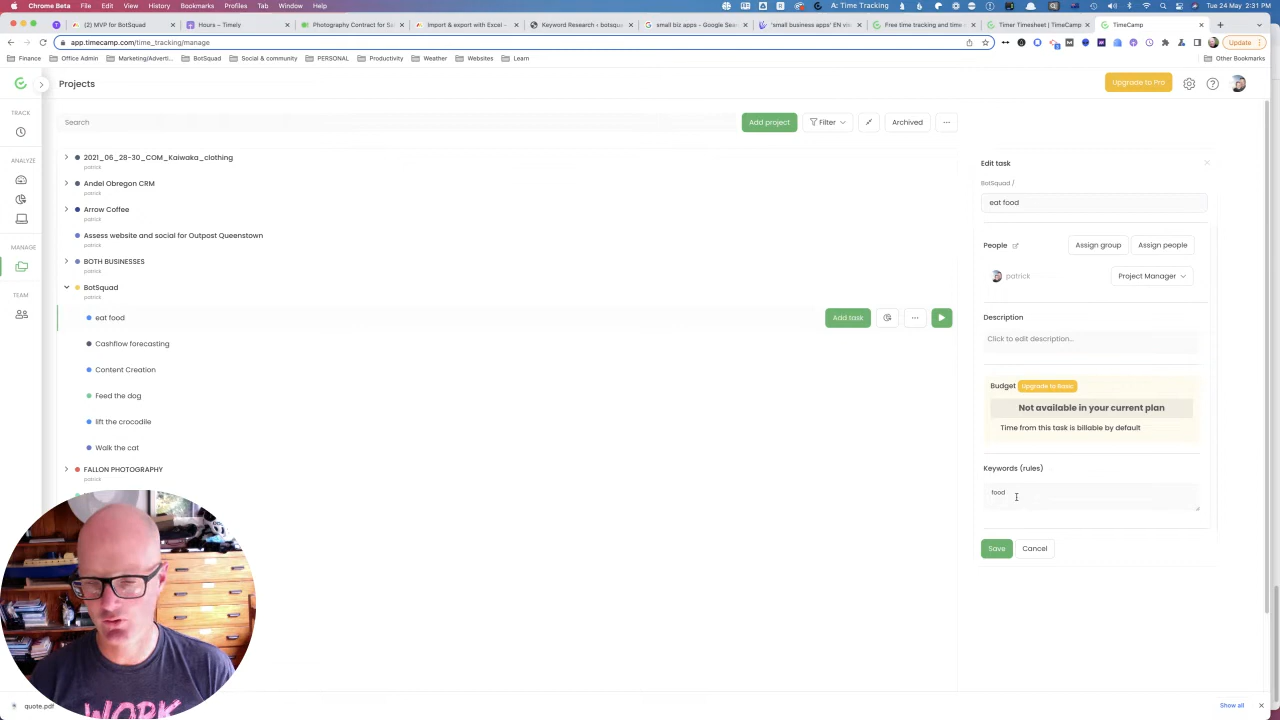 Chrome Beta File Edit View History Bookmarks Profiles Tab Window Help
A: Time Tracking
Tue 24 May 2:31 PM
(2) MVP for BotSquad
Hours – Timely
Photography Contract for Sa
Import & export with Excel –
Keyword Research ‹ botsqua
small biz apps - Google Sear
"small business apps" EN vie
Free time tracking and time
Timer Timesheet | TimeCamp
TimeCamp
app.timecamp.com/time_tracking/manage
Update
Finance
Office Admin
Marketing/Adverti...
BotSquad
Social & community
PERSONAL
Productivity
Weather
Websites
Learn
Other Bookmarks
Projects
Upgrade to Pro
TRACK
ANALYZE
MANAGE
TEAM
Search
Add project
Filter
Archived
2021_06_28-30_COM_Kaiwaka_clothing
patrick
Andel Obregon CRM
patrick
Arrow Coffee
patrick
Assess website and social for Outpost Queenstown
patrick
BOTH BUSINESSES
patrick
BotSquad
patrick
eat food
Add task
Cashflow forecasting
Content Creation
Feed the dog
lift the crocodile
Walk the cat
FALLON PHOTOGRAPHY
patrick
Edit task
BotSquad /
eat food
People
Assign group
Assign people
patrick
Project Manager
Description
Click to edit description...
Budget
Upgrade to Basic
Not available in your current plan
Time from this task is billable by default
Keywords (rules)
food
Save
Cancel
WORK
quote.pdf
Show all